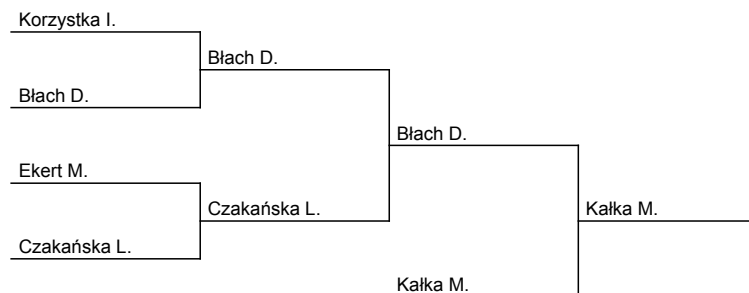 Korzystka I.
Błach D.
Błach D.
Błach D.
Ekert M.
Czakańska L.
Kałka M.
Czakańska L.
Kałka M.